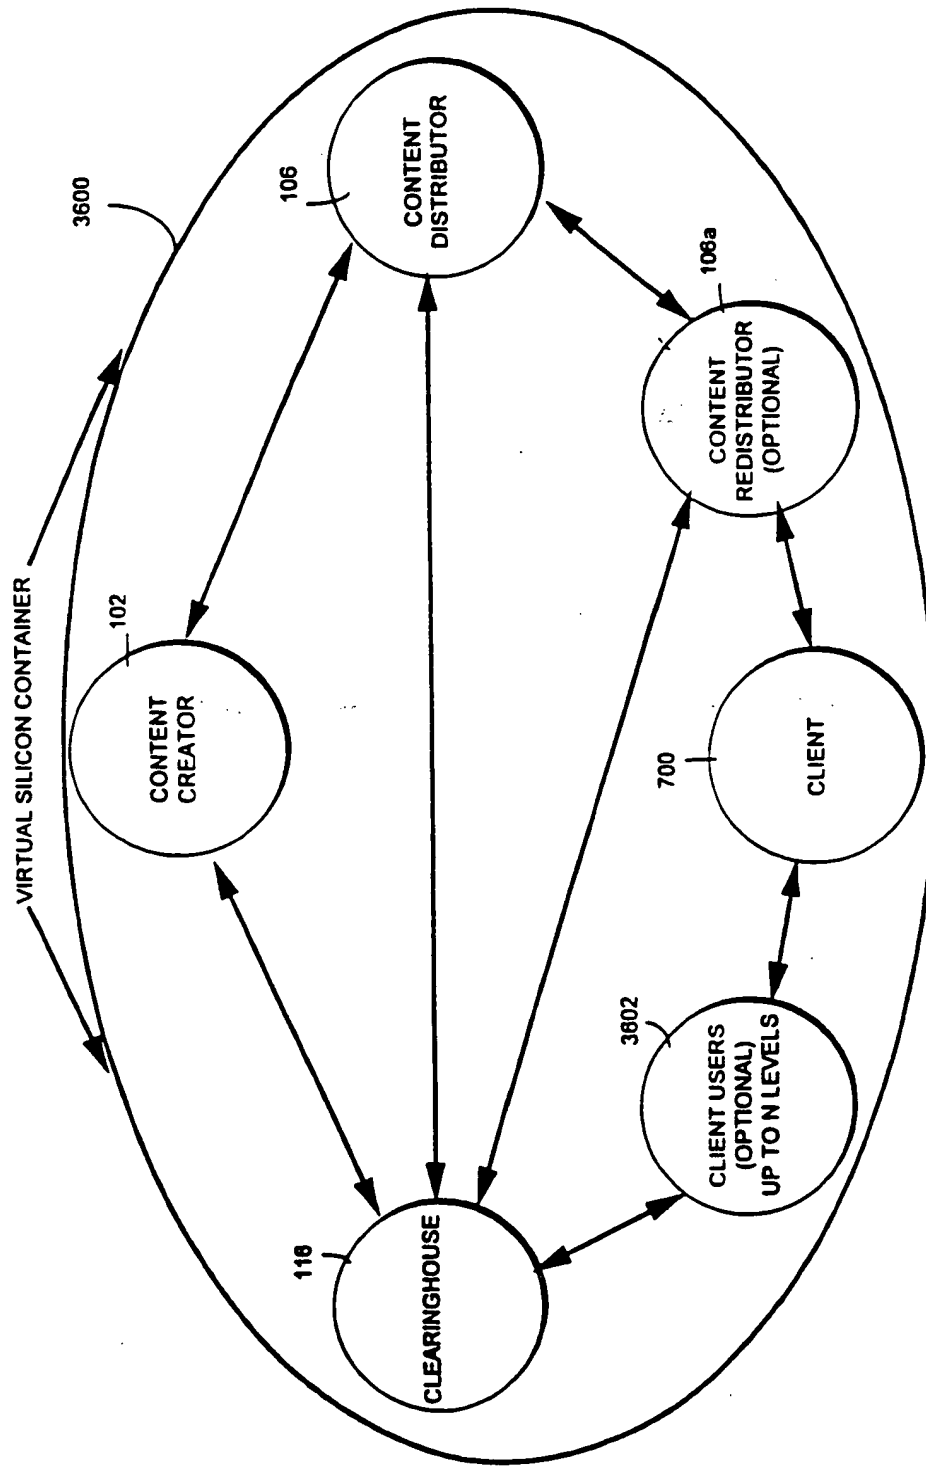 VIRTUAL SILICON CONTAINER
3600
102
CONTENT
CREATOR
106
CONTENT
DISTRIBUTOR
116
CLEARINGHOUSE
106a
CONTENT
REDISTRIBUTOR
(OPTIONAL)
3602
CLIENT USERS
(OPTIONAL)
UP TO N LEVELS
700
CLIENT